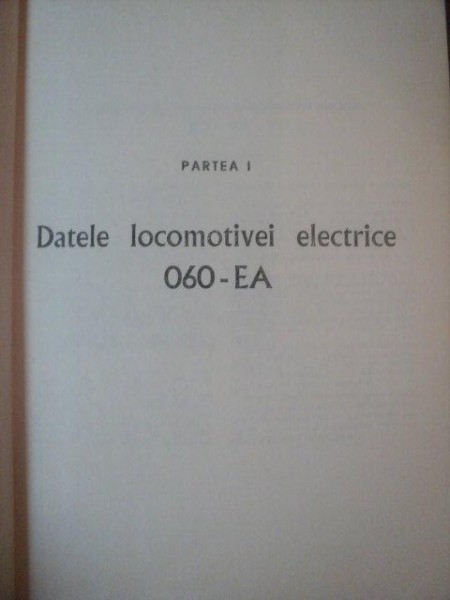 PARTEA I
Datele locomotivei electrice
060-EA